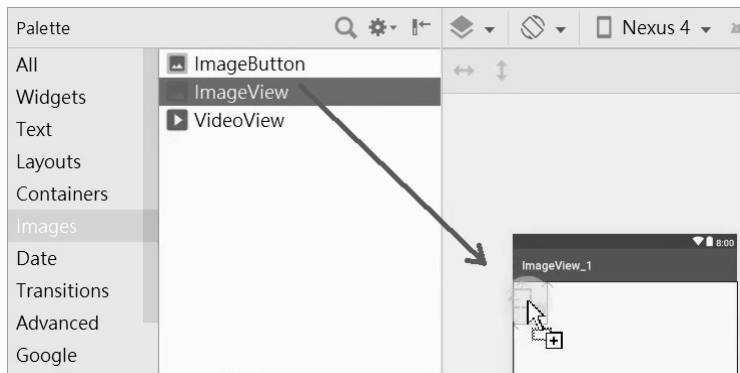 Palette
Nexus 4
All
Widgets
Text
Layouts
Containers
Images
Date
Transitions
Advanced
Google
ImageButton
ImageView
VideoView
8:00
ImageView_1